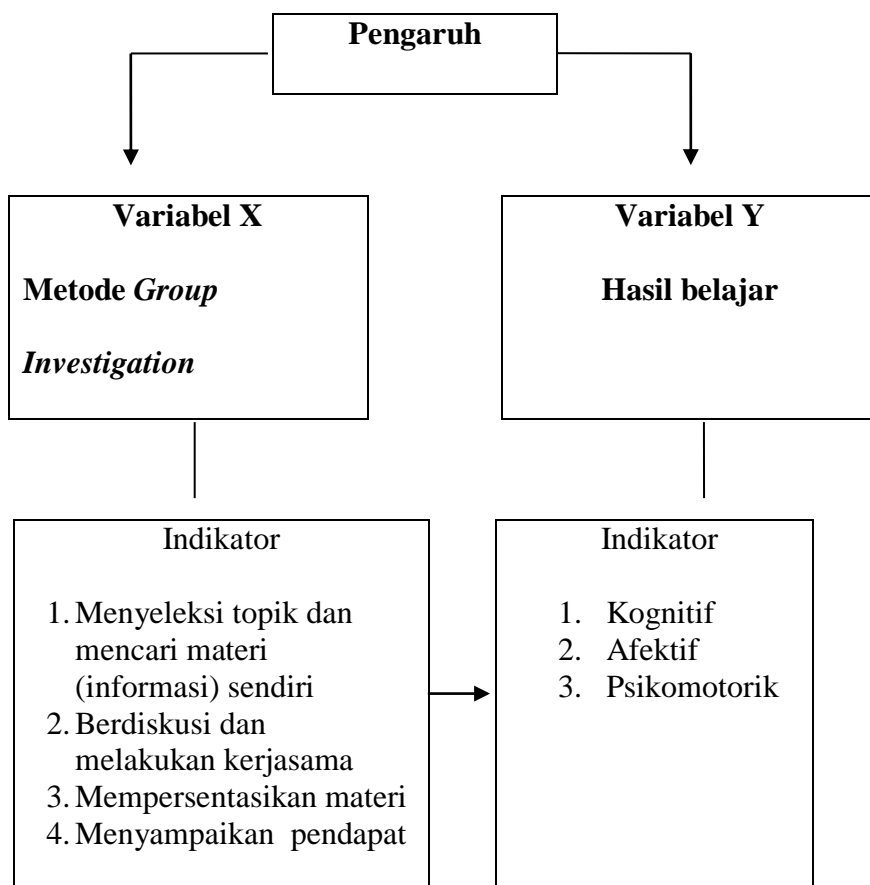 Pengaruh
Variabel X
Metode Group
Investigation
Variabel Y
Hasil belajar
Indikator
1. Menyeleksi topik dan
mencari materi
(informasi) sendiri
2. Berdiskusi dan
melakukan kerjasama
3. Mempersentasikan materi
4. Menyampaikan pendapat
Indikator
1. Kognitif
2. Afektif
3. Psikomotorik